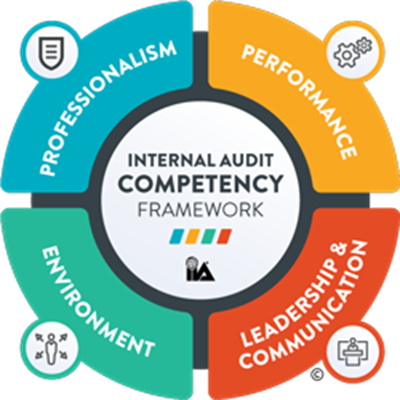 PROFESSIONALISM
PERFORMANCE
INTERNAL AUDIT
COMPETENCY
FRAMEWORK
IIA
ENVIRONMENT
LEADERSHIP &
COMMUNICATION
©